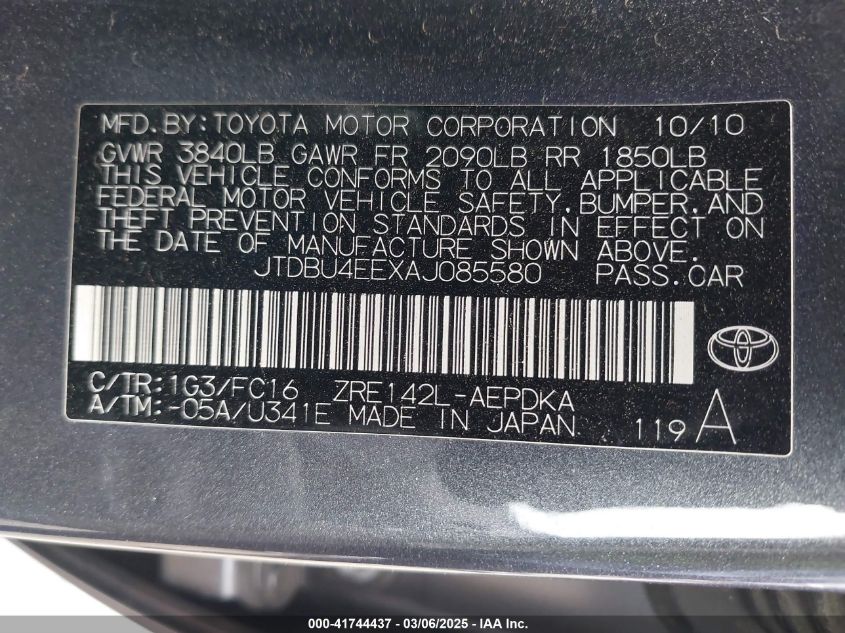 MFD.BY:TOYOTA MOTOR CORPORATION 10/10
GVWR 3840LB GAWR FR 2090LB RR 1850LB
THIS VEHICLE CONFORMS TO ALL APPLICABLE
FEDERAL MOTOR VEHICLE SAFETY,BUMPER,AND
THEFT PREVENTION STANDARDS IN EFFECT ON
THE DATE OF MANUFACTURE SHOWN ABOVE.
JTDBU4EEXAJ085580 PASS.CAR
C/TR:1G3/FC16 ZRE142L-AEPDKA
A/TM:-05A/U341E MADE IN JAPAN 119 A
000-41744437 - 03/06/2025 - IAA Inc.